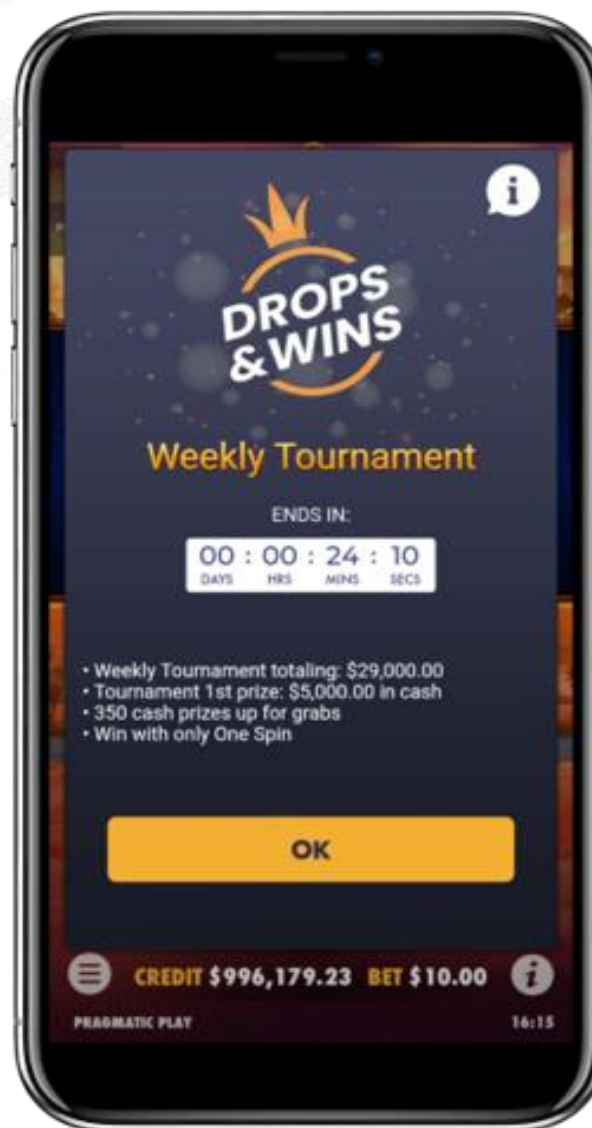 i
DROPS
& WINS
Weekly Tournament
ENDS IN:
00 : 00 : 24 : 10
DAYS HRS MINS SECS
• Weekly Tournament totaling: $29,000.00
• Tournament 1st prize: $5,000.00 in cash
• 350 cash prizes up for grabs
• Win with only One Spin
OK
CREDIT $996,179.23 BET $10.00 i
PRAGMATIC PLAY 16:15